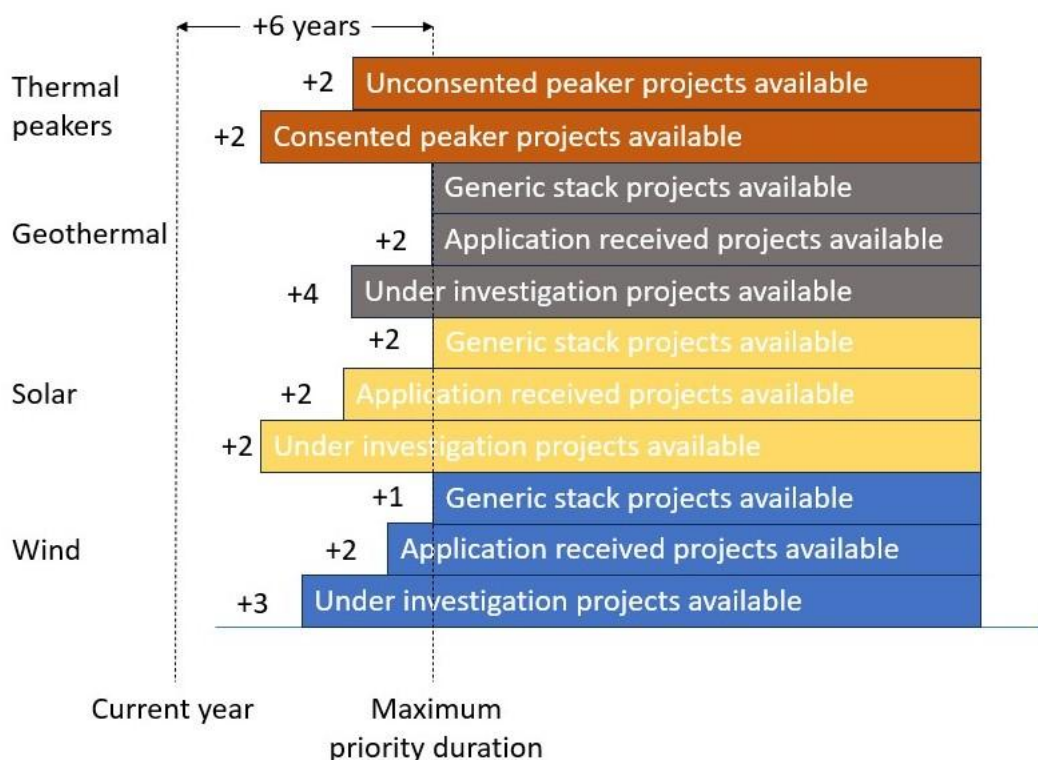 +6 years
Thermal
peakers
+2 Unconsented peaker projects available
+2 Consented peaker projects available
Geothermal
Generic stack projects available
+2 Application received projects available
+4 Under investigation projects available
Solar
+2 Generic stack projects available
+2 Application received projects available
+2 Under investigation projects available
Wind
+1 Generic stack projects available
+2 Application received projects available
+3 Under investigation projects available
Current year
Maximum
priority duration